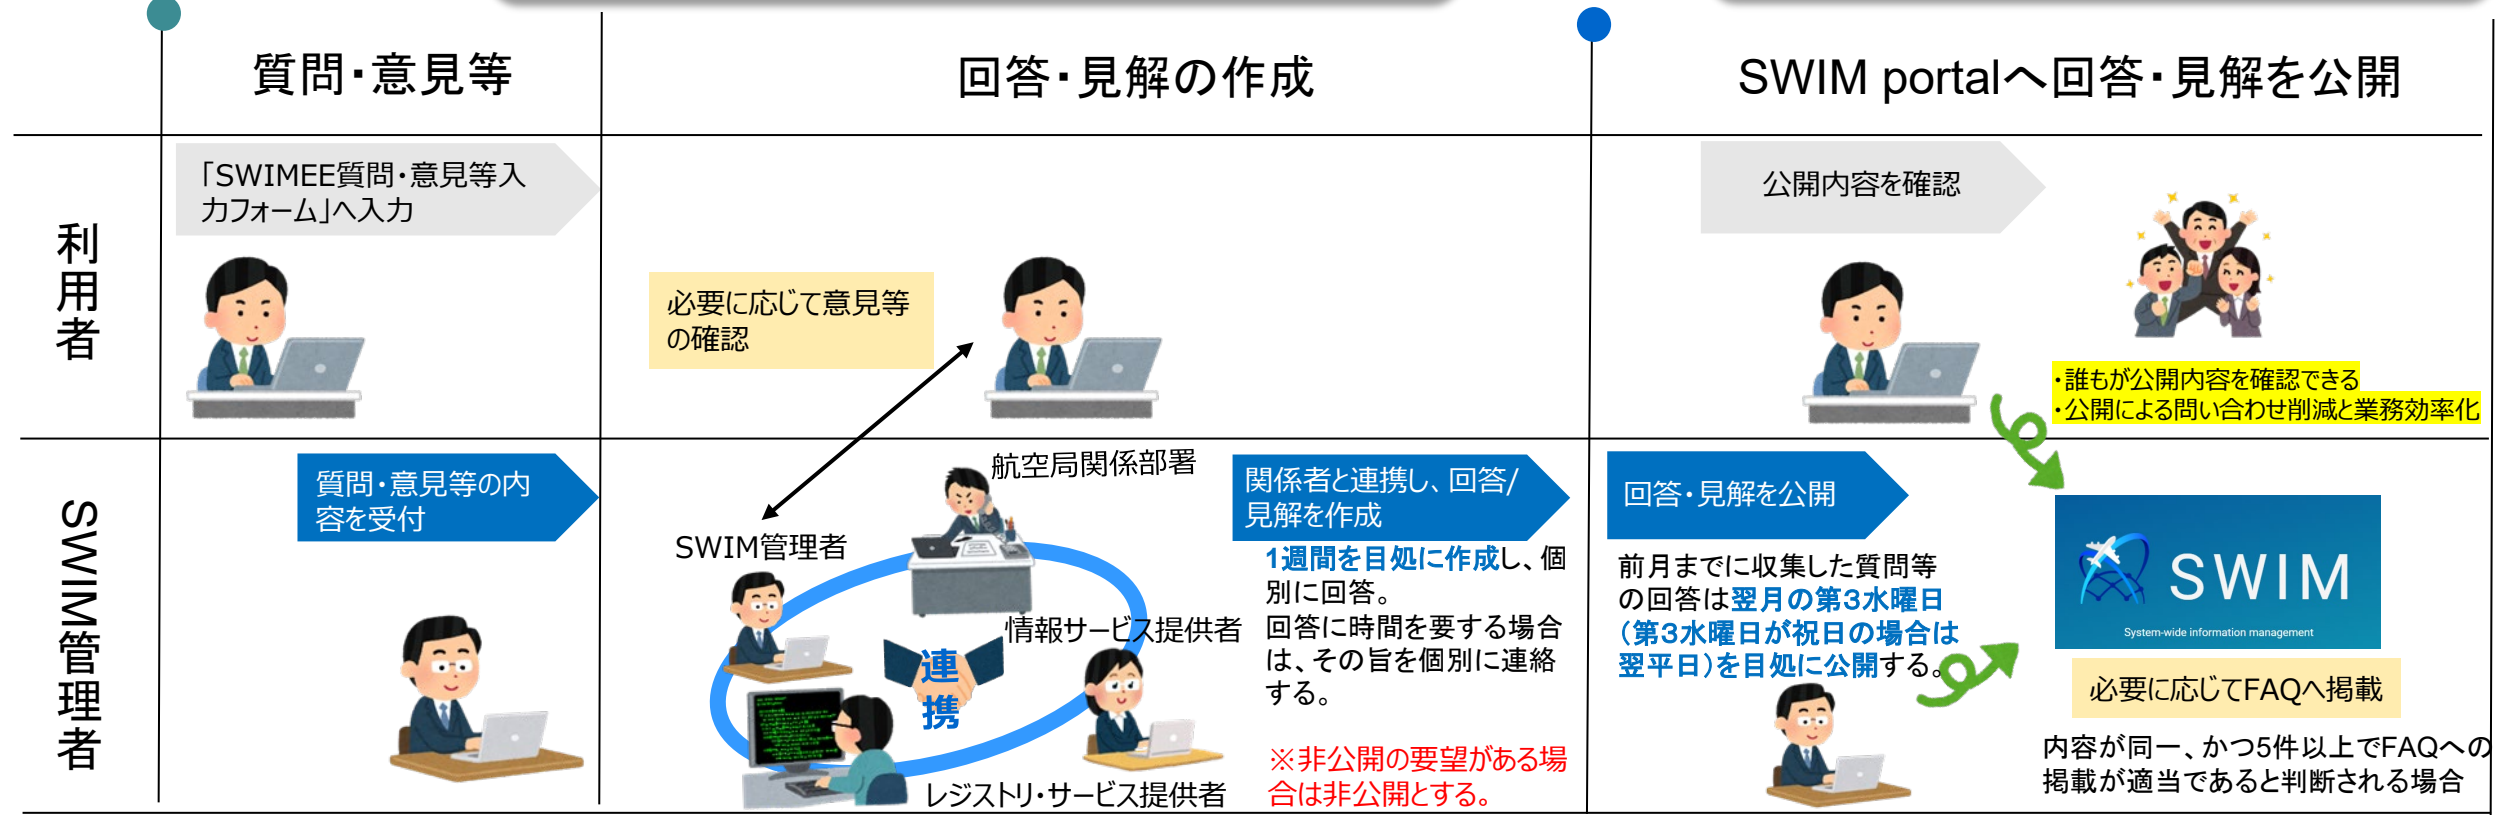 質問・意見等
回答・見解の作成
SWIM portalへ回答・見解を公開
利用者
「SWIMEE質問・意見等入
力フォーム」へ入力
必要に応じて意見等
の確認
公開内容を確認
・誰もが公開内容を確認できる
・公開による問い合わせ削減と業務効率化
SWIM管理者
質問・意見等の内
容を受付
航空局関係部署
SWIM管理者
情報サービス提供者
連
携
レジストリ・サービス提供者
関係者と連携し、回答/
見解を作成
1週間を目処に作成し、個
別に回答。
回答に時間を要する場合
は、その旨を個別に連絡
する。
※非公開の要望がある場
合は非公開とする。
回答・見解を公開
前月までに収集した質問等
の回答は翌月の第3水曜日
（第3水曜日が祝日の場合は
翌平日）を目処に公開する。
SWIM
System-wide information management
必要に応じてFAQへ掲載
内容が同一、かつ5件以上でFAQへの
掲載が適当であると判断される場合